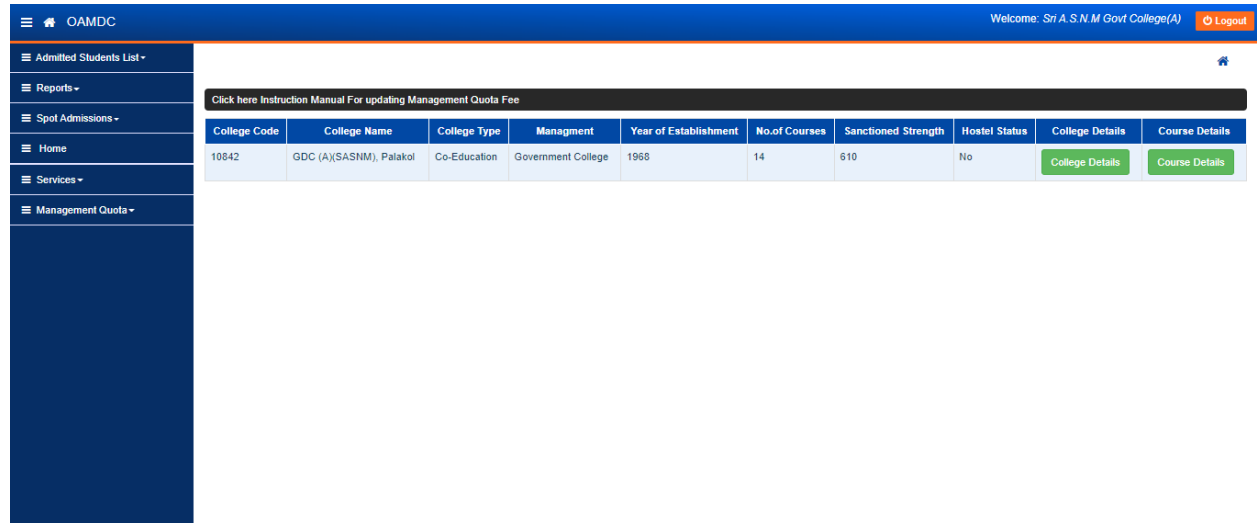 OAMDC
Welcome: Sri A.S.N.M Govt College(A)
Logout
Admitted Students List
Reports
Spot Admissions
Home
Services
Management Quota
Click here Instruction Manual For updating Management Quota Fee
College Code College Name College Type Managment Year of Establishment No.of Courses Sanctioned Strength Hostel Status College Details Course Details
10842 GDC (A)(SASNM), Palakol Co-Education Government College 1968 14 610 No College Details Course Details